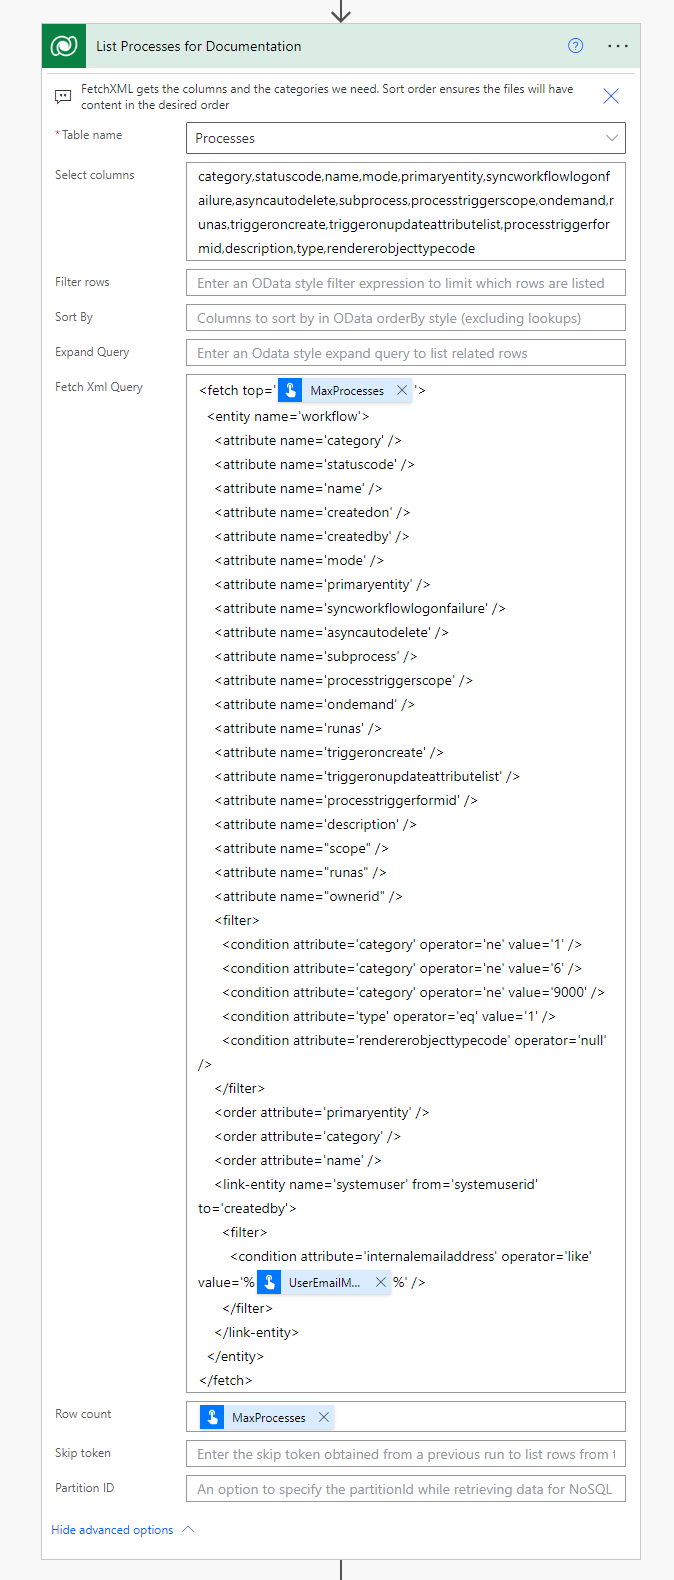 List Processes for Documentation
FetchXML gets the columns and the categories we need. Sort order ensures the files will have
content in the desired order
* Table name
Processes
Select columns
category,statuscode,name,mode,primaryentity,syncworkflowlogonf
ailure,asyncautodelete,subprocess,processtriggerscope,ondemand,r
unas,triggeroncreate,triggeronupdateattributelist,processtriggerfor
mid,description,type,rendererobjecttypecode
Filter rows
Enter an OData style filter expression to limit which rows are listed
Sort By
Columns to sort by in OData orderBy style (excluding lookups)
Expand Query
Enter an Odata style expand query to list related rows
Fetch Xml Query
<fetch top='MaxProcesses'>
<entity name='workflow'>
<attribute name='category' />
<attribute name='statuscode' />
<attribute name='name' />
<attribute name='createdon' />
<attribute name='createdby' />
<attribute name='mode' />
<attribute name='primaryentity' />
<attribute name='syncworkflowlogonfailure' />
<attribute name='asyncautodelete' />
<attribute name='subprocess' />
<attribute name='processtriggerscope' />
<attribute name='ondemand' />
<attribute name='runas' />
<attribute name='triggeroncreate' />
<attribute name='triggeronupdateattributelist' />
<attribute name='processtriggerformid' />
<attribute name='description' />
<attribute name="scope" />
<attribute name="runas" />
<attribute name="ownerid" />
<filter>
<condition attribute='category' operator='ne' value='1' />
<condition attribute='category' operator='ne' value='6' />
<condition attribute='category' operator='ne' value='9000' />
<condition attribute='type' operator='eq' value='1' />
<condition attribute='rendererobjecttypecode' operator='null'
/>
</filter>
<order attribute='primaryentity' />
<order attribute='category' />
<order attribute='name' />
<link-entity name='systemuser' from='systemuserid'
to='createdby'>
<filter>
<condition attribute='internalemailaddress' operator='like'
value='%UserEmailM...%' />
</filter>
</link-entity>
</entity>
</fetch>
Row count
MaxProcesses
Skip token
Enter the skip token obtained from a previous run to list rows from t
Partition ID
An option to specify the partitionId while retrieving data for NoSQL
Hide advanced options